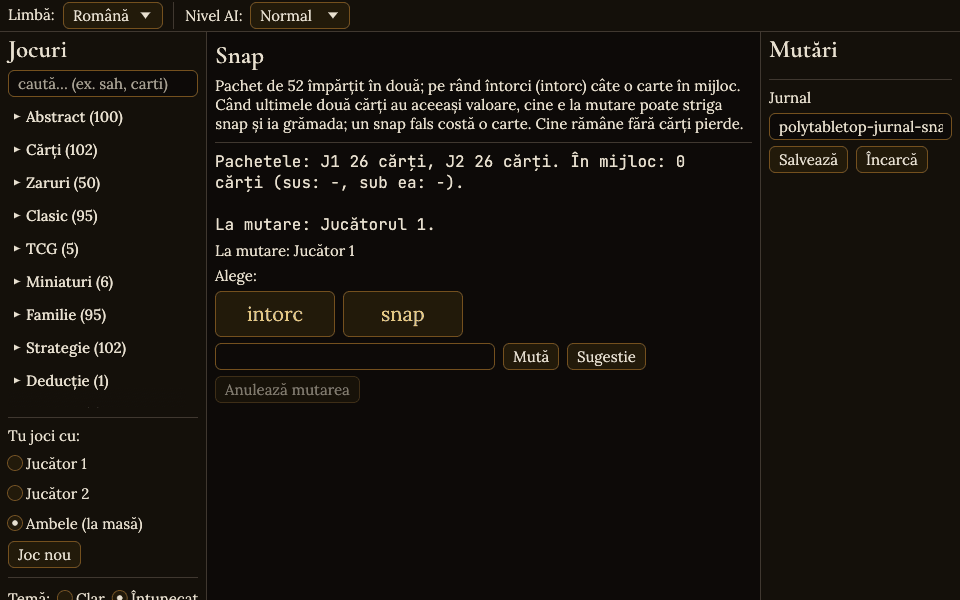 Limbă: Română Nivel AI: Normal
Jocuri
caută... (ex. sah, carti)
Abstract (100)
Cărți (102)
Zaruri (50)
Clasic (95)
TCG (5)
Miniaturi (6)
Familie (95)
Strategie (102)
Deducție (1)
Tu joci cu:
Jucător 1
Jucător 2
Ambele (la masă)
Joc nou
Temă: Clar Întunecat
Snap
Pachet de 52 împărțit în două; pe rând întorci (intorc) câte o carte în mijloc.
Când ultimele două cărți au aceeași valoare, cine e la mutare poate striga
snap și ia grămada; un snap fals costă o carte. Cine rămâne fără cărți pierde.
Pachetele: J1 26 cărți, J2 26 cărți. În mijloc: 0
cărți (sus: -, sub ea: -).
La mutare: Jucătorul 1.
La mutare: Jucător 1
Alege:
intorc snap
Mută Sugestie
Anulează mutarea
Mutări
Jurnal
polytabletop-jurnal-sna
Salvează Încarcă